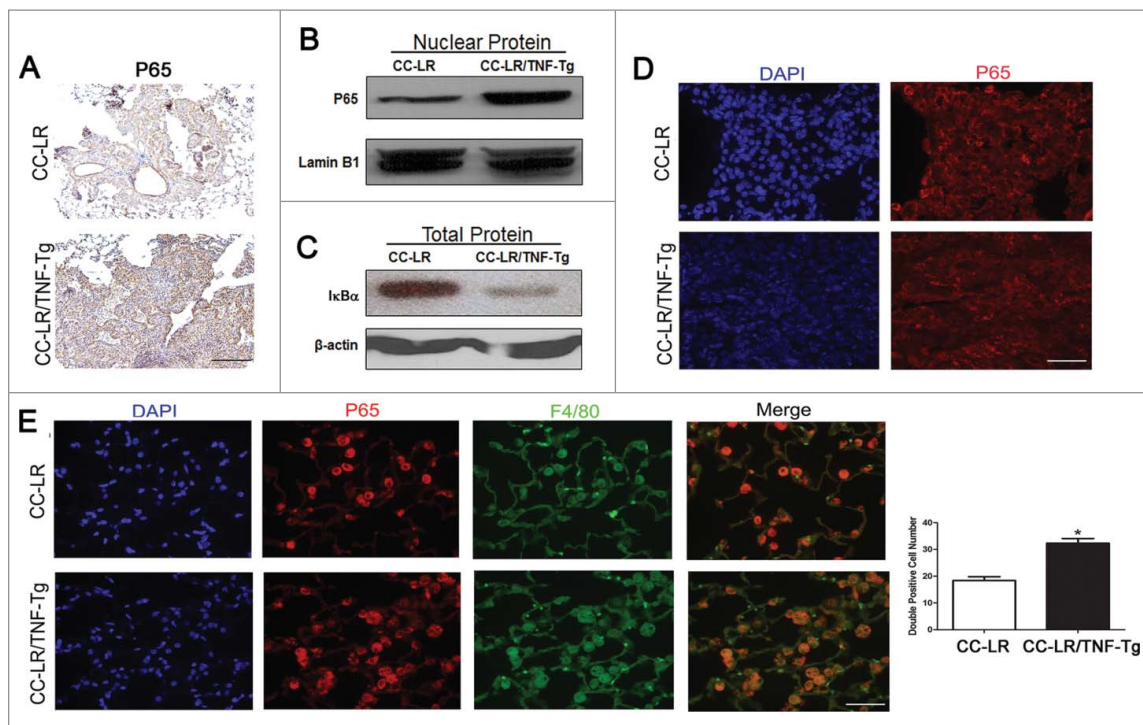 A
P65
CC-LR
CC-LR/TNF-Tg
B
Nuclear Protein
CC-LR CC-LR/TNF-Tg
P65
Lamin B1
C
Total Protein
CC-LR CC-LR/TNF-Tg
IκBα
β-actin
D
DAPI P65
CC-LR
CC-LR/TNF-Tg
E
DAPI P65 F4/80 Merge
CC-LR
CC-LR/TNF-Tg
Double Positive Cell Number
40
30
20
10
0
*
CC-LR CC-LR/TNF-Tg